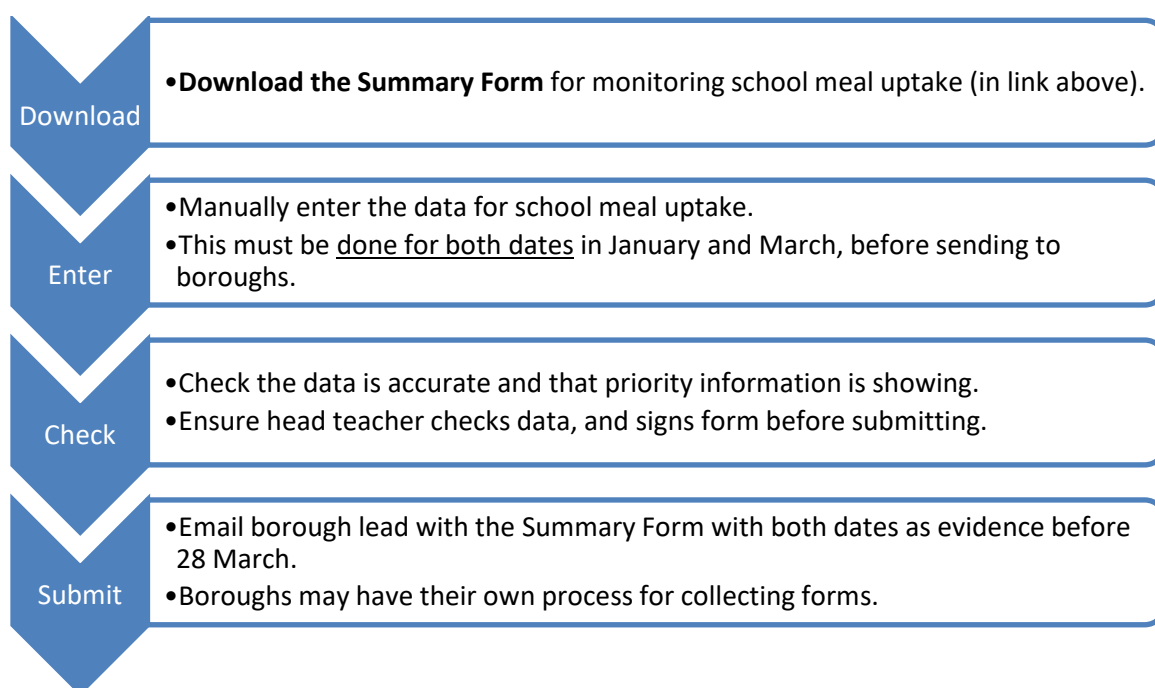 Download
•Download the Summary Form for monitoring school meal uptake (in link above).
Enter
•Manually enter the data for school meal uptake.
•This must be done for both dates in January and March, before sending to
boroughs.
Check
•Check the data is accurate and that priority information is showing.
•Ensure head teacher checks data, and signs form before submitting.
Submit
•Email borough lead with the Summary Form with both dates as evidence before
28 March.
•Boroughs may have their own process for collecting forms.